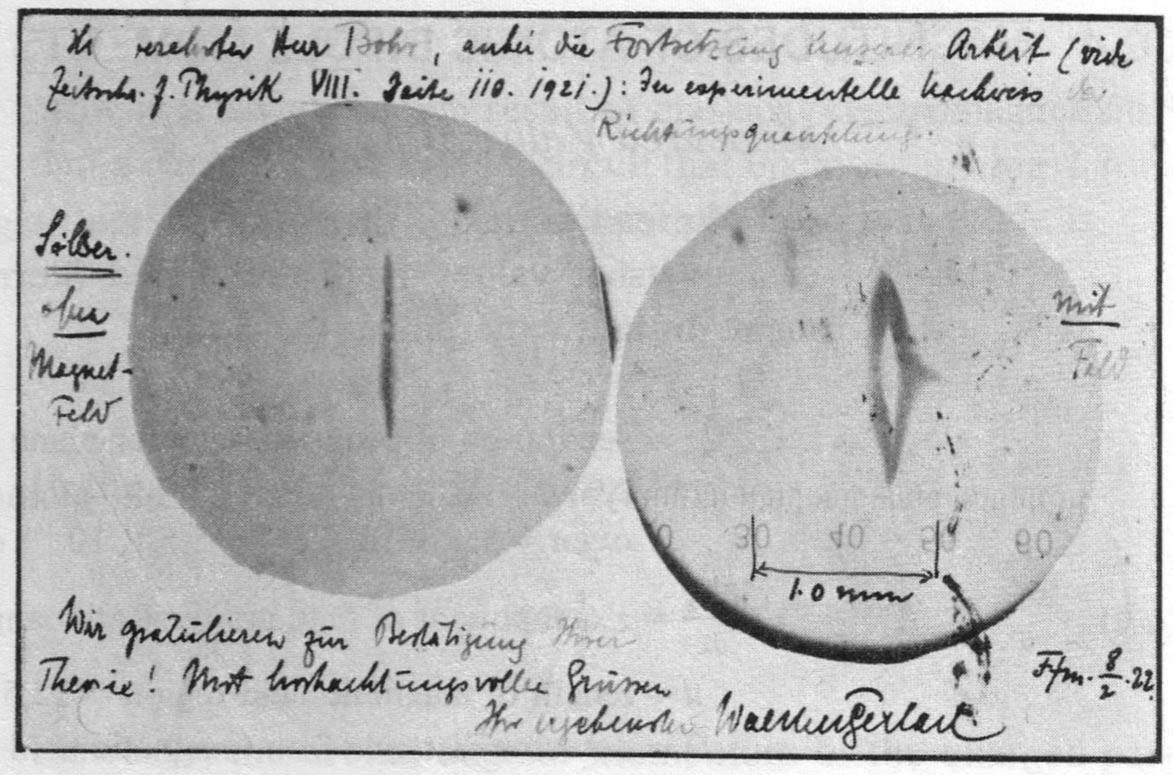 verehrter Herr Bohr, anbei die Fortsetzung unserer Arbeit (vide
Zeitschr. f. Physik VIII. Seite 110. 1921.): Der experimentelle Nachweis der
Richtungsquantelung.
Silber.
ohne
Magnet-
Feld
mit
Feld
0 30 40 50 60
1.0 mm
Wir gratulieren zur Bestätigung Ihrer
Theorie! Mit hochachtungsvollen Grüssen
Ihr ergebenster Walther Gerlach
Ffm. 8/2.22